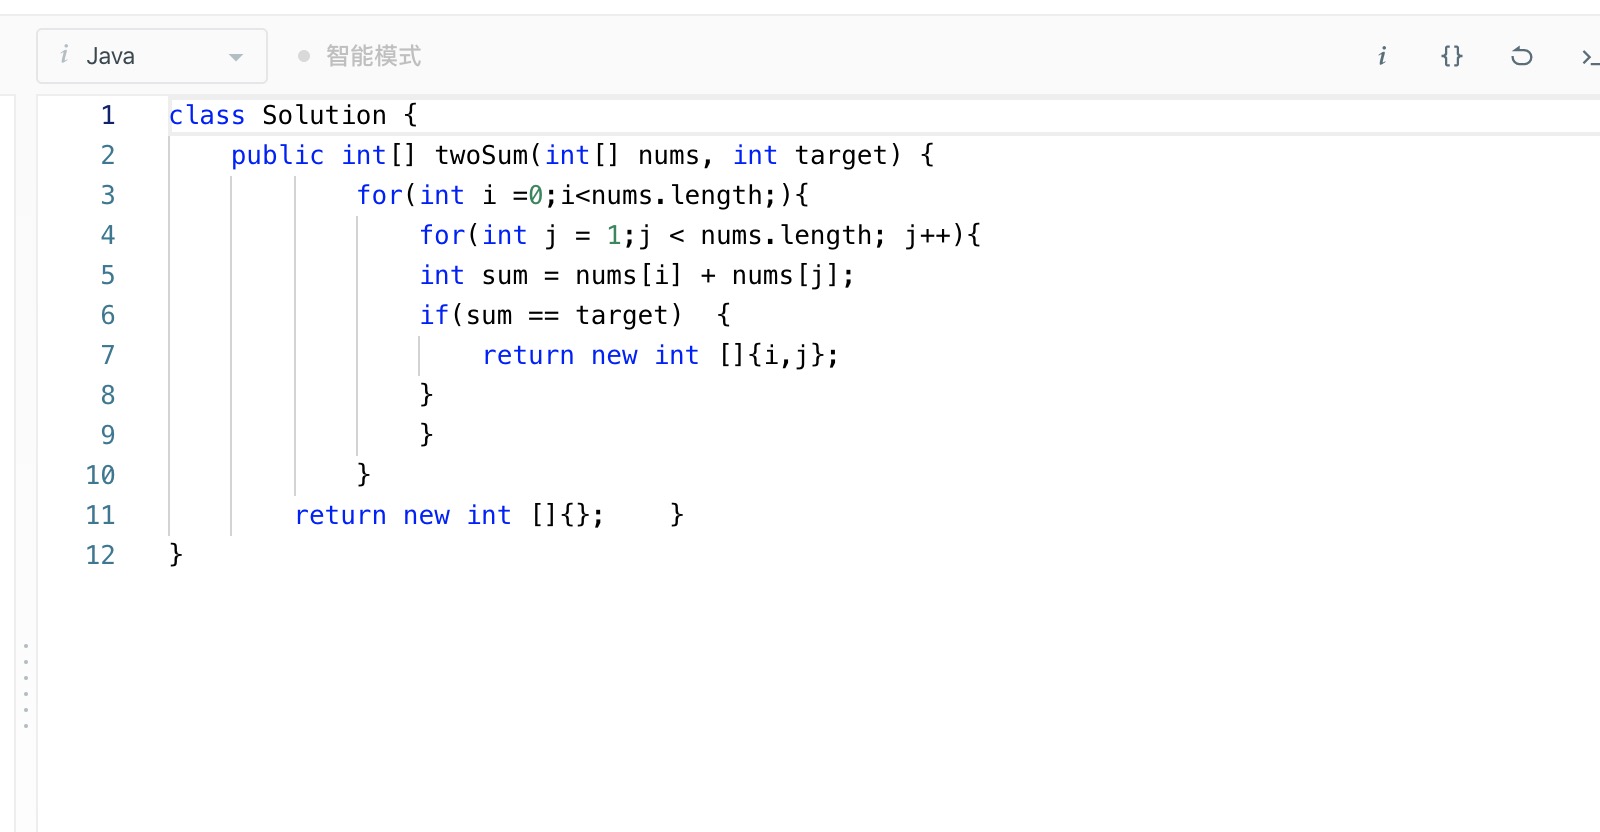 i Java 智能模式 i {} >_
1 class Solution {
2 public int[] twoSum(int[] nums, int target) {
3 for(int i =0;i<nums.length;){
4 for(int j = 1;j < nums.length; j++){
5 int sum = nums[i] + nums[j];
6 if(sum == target)  {
7 return new int []{i,j};
8 }
9 }
10 }
11 return new int []{};    }
12 }